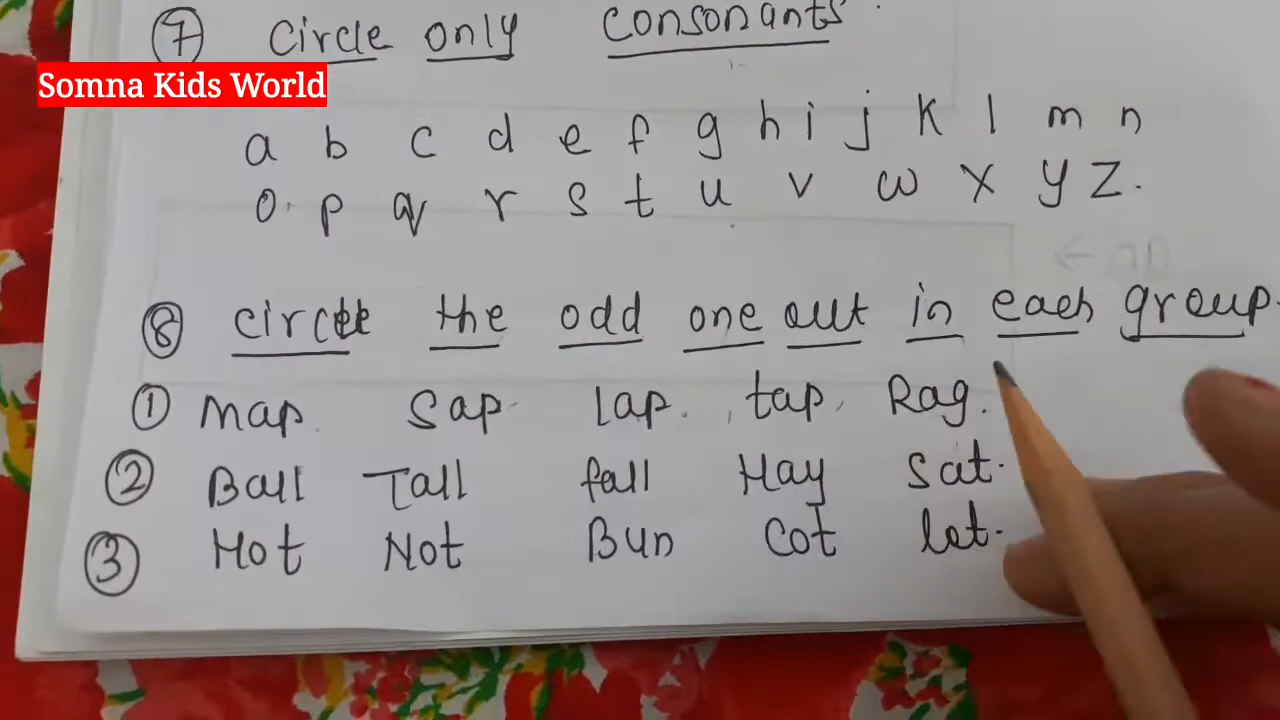 7 Circle only consonants.
Somna Kids World
a b c d e f g h i j k l m n
o. p q r s t u v w x y z.
8 circle the odd one out in each group.
1 Map. Sap. Lap. tap. Rag.
2 Ball Tall fall Hay Sat.
3 Hot Not Bun Cot lot.